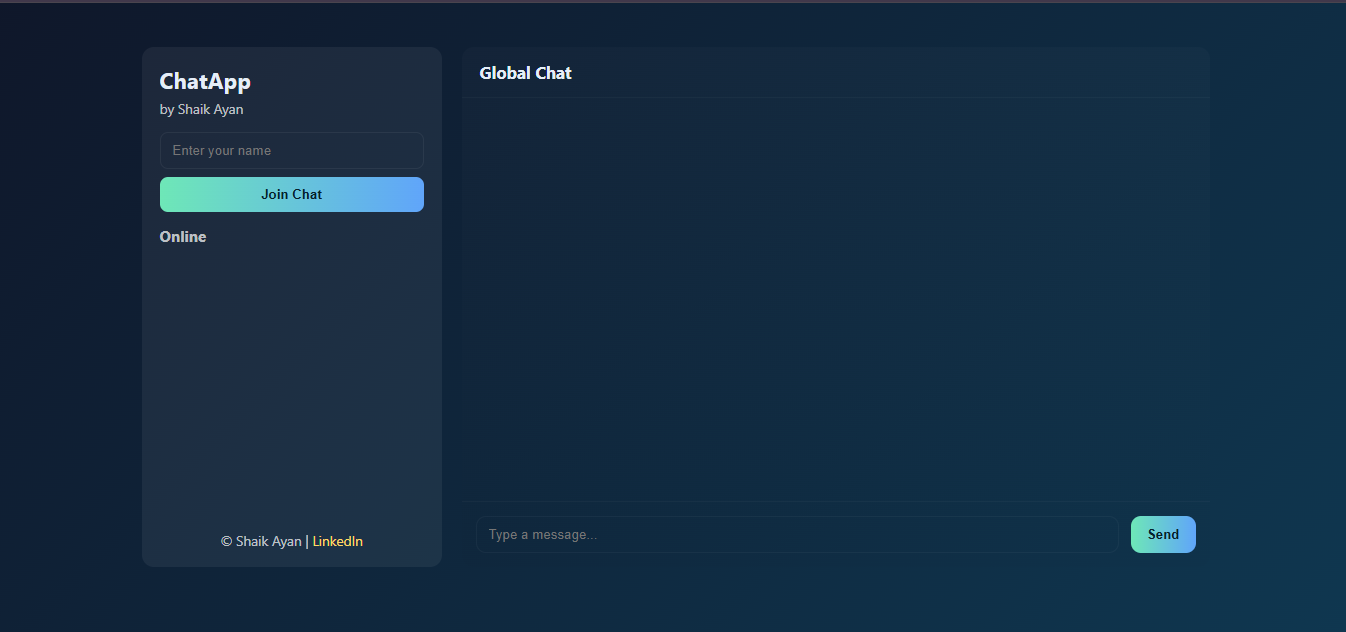 ChatApp
by Shaik Ayan
Enter your name
Join Chat
Online
© Shaik Ayan | LinkedIn
Global Chat
Type a message...
Send